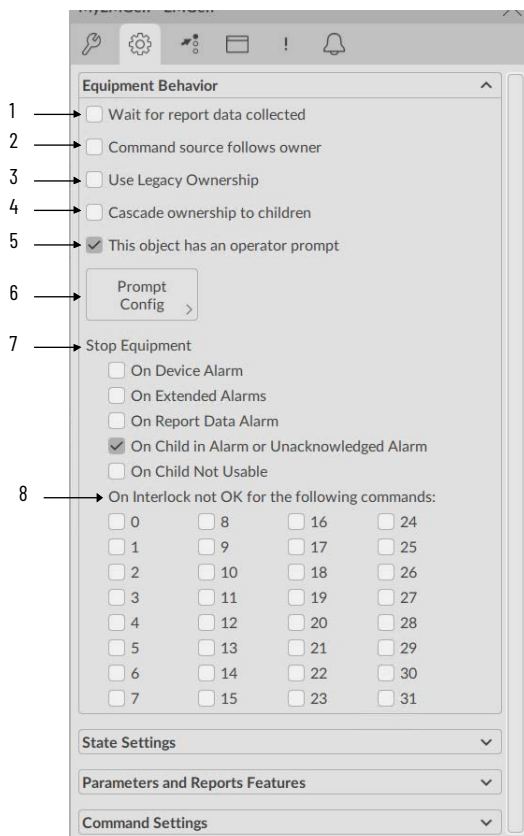 !
Equipment Behavior
1 Wait for report data collected
2 Command source follows owner
3 Use Legacy Ownership
4 Cascade ownership to children
5 This object has an operator prompt
6 Prompt
Config
7 Stop Equipment
On Device Alarm
On Extended Alarms
On Report Data Alarm
On Child in Alarm or Unacknowledged Alarm
On Child Not Usable
8 On Interlock not OK for the following commands:
0 8 16 24
1 9 17 25
2 10 18 26
3 11 19 27
4 12 20 28
5 13 21 29
6 14 22 30
7 15 23 31
State Settings
Parameters and Reports Features
Command Settings